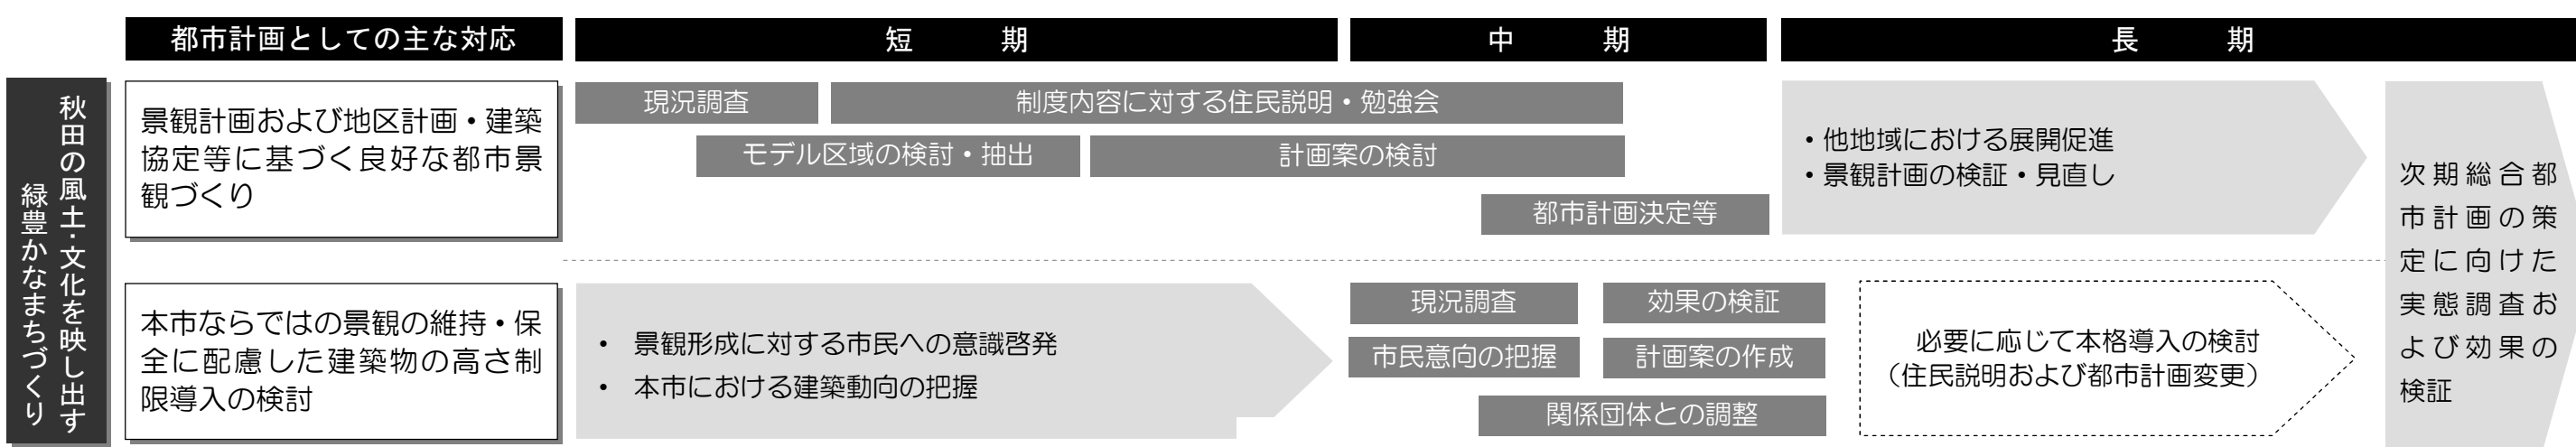 都市計画としての主な対応
短期
中期
長期
秋田の風土・文化を映し出す
緑豊かなまちづくり
景観計画および地区計画・建築
協定等に基づく良好な都市景
観づくり
現況調査
制度内容に対する住民説明・勉強会
モデル区域の検討・抽出
計画案の検討
都市計画決定等
・他地域における展開促進
・景観計画の検証・見直し
本市ならではの景観の維持・保
全に配慮した建築物の高さ制
限導入の検討
• 景観形成に対する市民への意識啓発
• 本市における建築動向の把握
現況調査
効果の検証
市民意向の把握
計画案の作成
関係団体との調整
必要に応じて本格導入の検討
（住民説明および都市計画変更）
次期総合都
市計画の策
定に向けた
実態調査お
よび効果の
検証